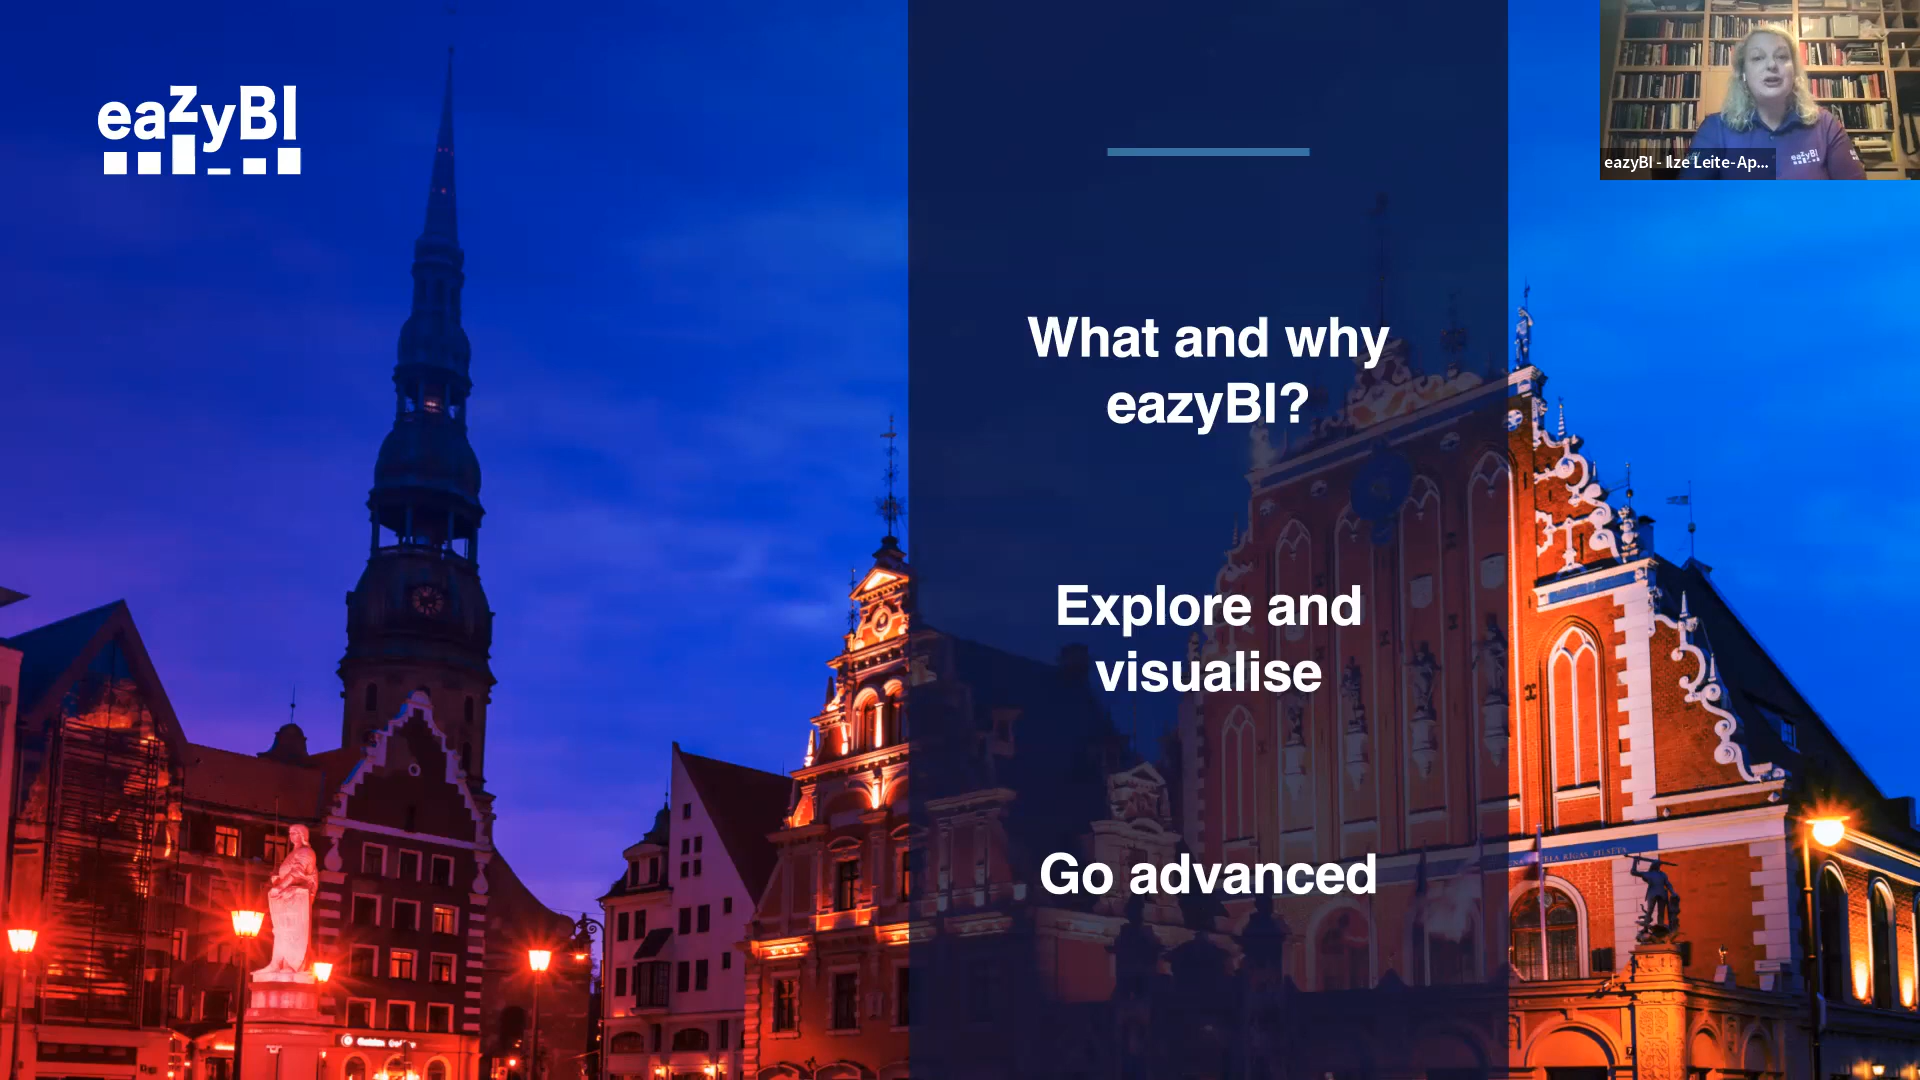 eazyBI
eazyBI - Ilze Leite-Ap...
What and why
eazyBI?
Explore and
visualise
Go advanced